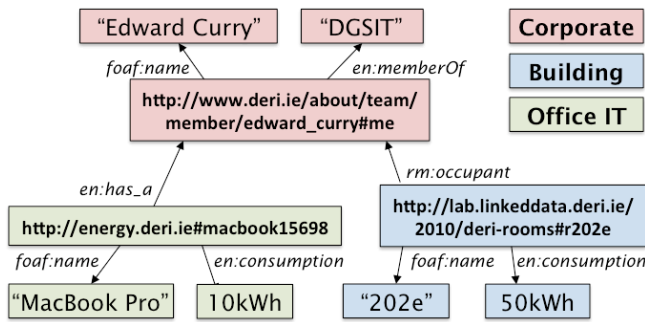 “Edward Curry”
“DGSIT”
Corporate
foaf:name
en:memberOf
Building
http://www.deri.ie/about/team/
member/edward_curry#me
Office IT
en:has_a
rm:occupant
http://energy.deri.ie#macbook15698
http://lab.linkeddata.deri.ie/
2010/deri-rooms#r202e
foaf:name
en:consumption
foaf:name
en:consumption
“MacBook Pro”
10kWh
“202e”
50kWh